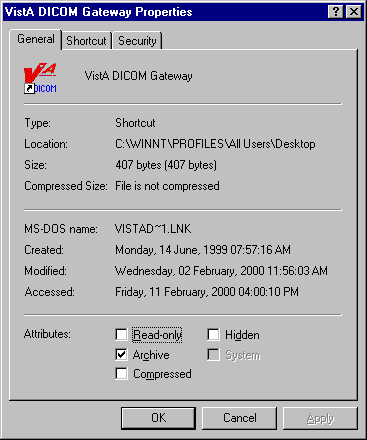 VistA DICOM Gateway Properties
General Shortcut Security
VistA
DICOM
VistA DICOM Gateway
Type: Shortcut
Location: C:\WINNT\PROFILES\All Users\Desktop
Size: 407 bytes (407 bytes)
Compressed Size: File is not compressed
MS-DOS name: VISTAD~1.LNK
Created: Monday, 14 June, 1999 07:57:16 AM
Modified: Wednesday, 02 February, 2000 11:56:03 AM
Accessed: Friday, 11 February, 2000 04:00:10 PM
Attributes: Read-only Hidden
Archive System
Compressed
OK Cancel Apply